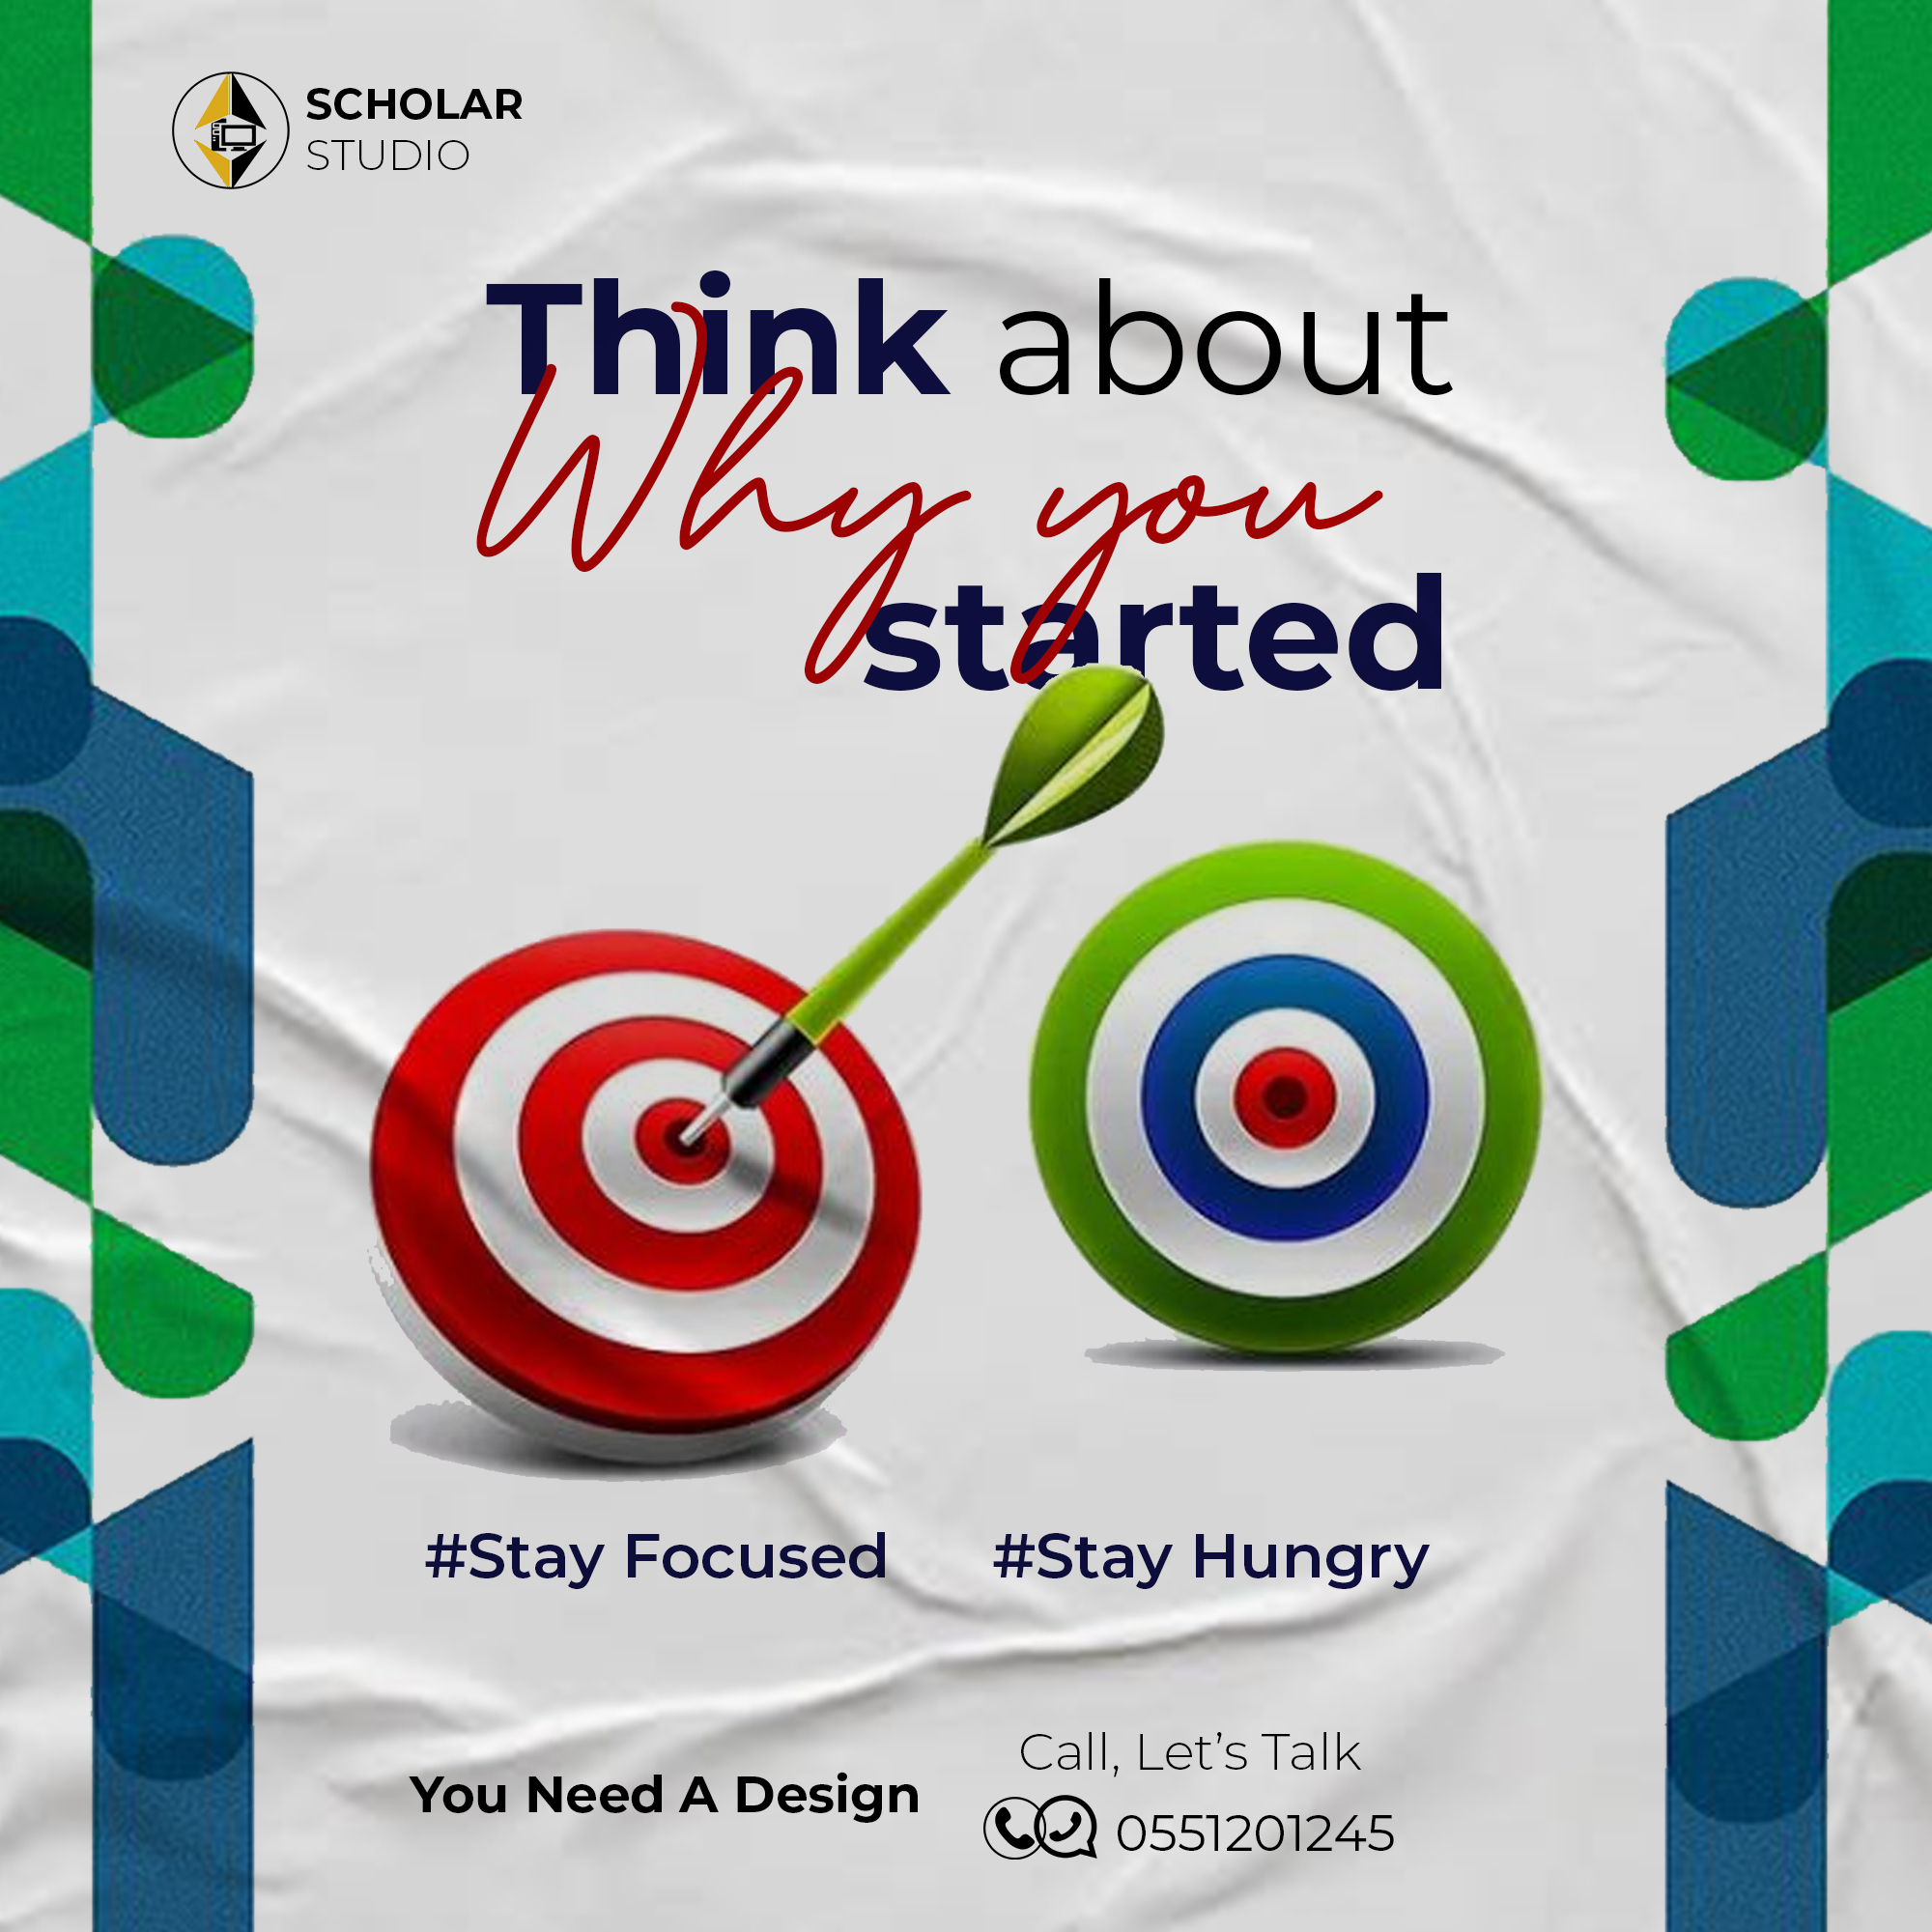 SCHOLAR
STUDIO
Think about
Why you
started
#Stay Focused
#Stay Hungry
You Need A Design
Call, Let’s Talk
0551201245